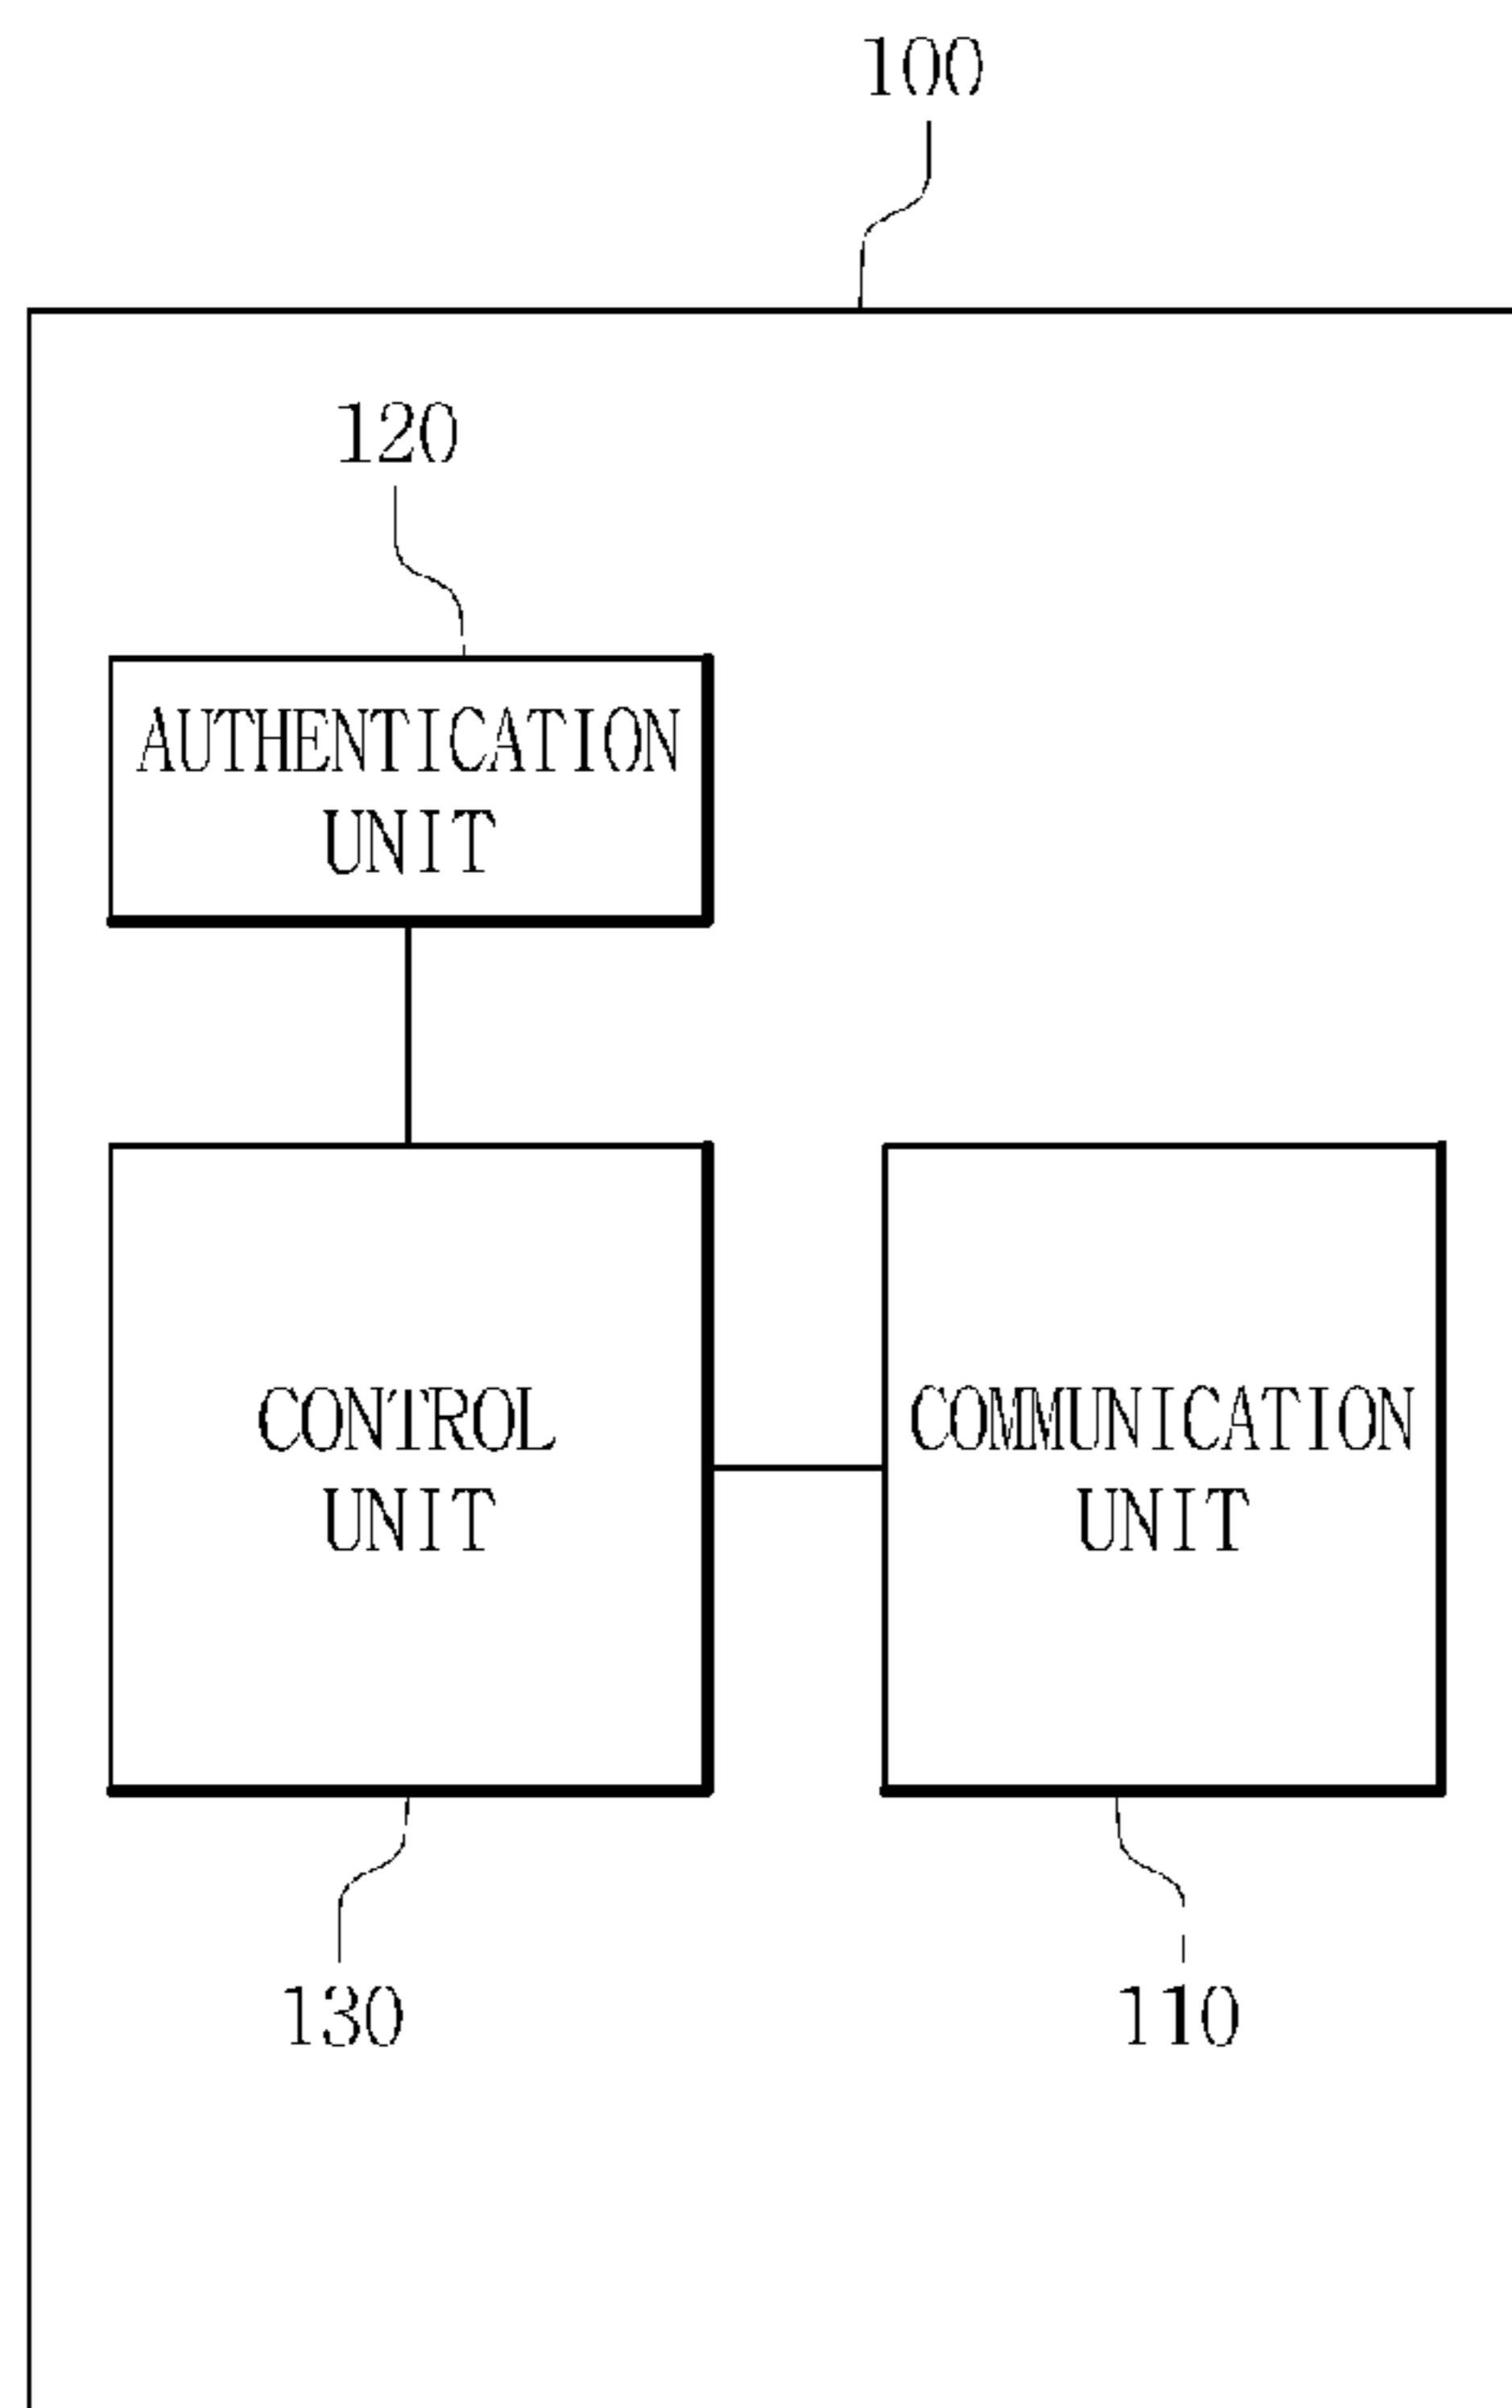 100
120
AUTHENTICATION
UNIT
CONTROL
UNIT
COMMUNICATION
UNIT
130
110